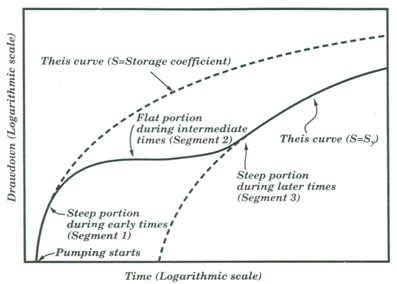 Drawdown (Logarithmic scale)
Theis curve (S=Storage coefficient)
Flat portion
during intermediate
times (Segment 2)
Theis curve (S=Sy)
Steep portion
during later times
(Segment 3)
Steep portion
during early times
(Segment 1)
Pumping starts
Time (Logarithmic scale)